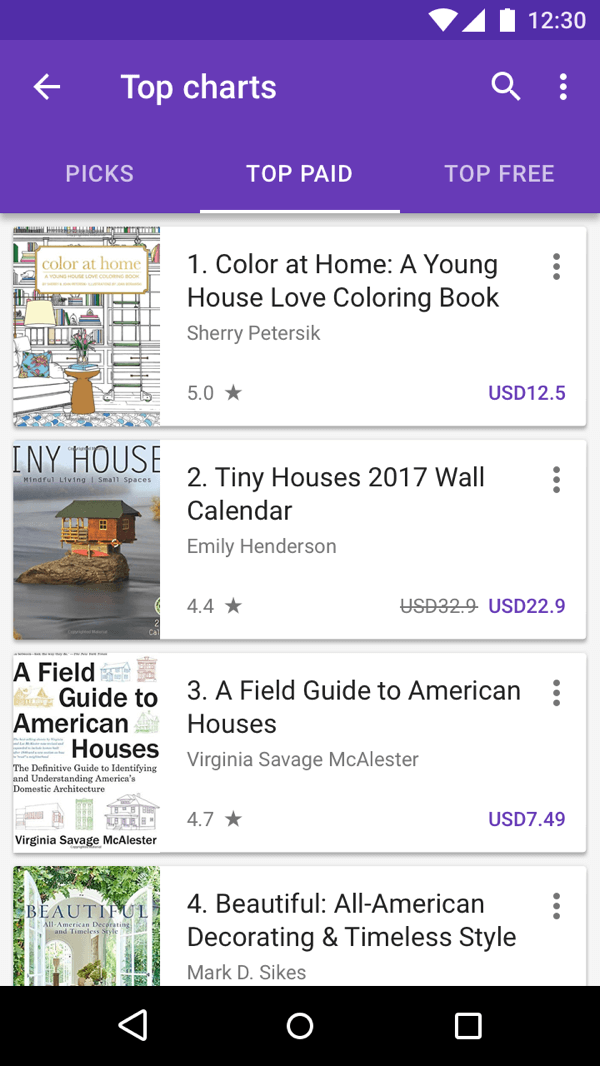 12:30
Top charts
PICKS
TOP PAID
TOP FREE
color at home
A YOUNG HOUSE LOVE COLORING BOOK
1. Color at Home: A Young
House Love Coloring Book
Sherry Petersik
5.0
USD12.5
INY HOUSE
Mindful Living | Small Spaces
2. Tiny Houses 2017 Wall
Calendar
Emily Henderson
4.4
USD32.9 USD22.9
A Field
Guide to
American
Houses
The Definitive Guide to Identifying
and Understanding America's
Domestic Architecture
Virginia Savage McAlester
3. A Field Guide to American
Houses
Virginia Savage McAlester
4.7
USD7.49
BEAUTIFUL
All-American Decorating
and Timeless Style
4. Beautiful: All-American
Decorating & Timeless Style
Mark D. Sikes